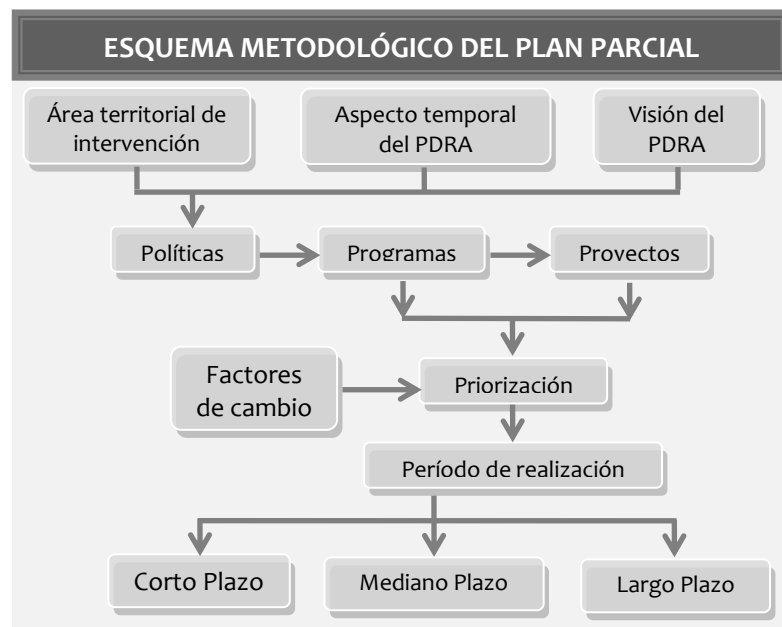 ESQUEMA METODOLÓGICO DEL PLAN PARCIAL
Área territorial de
intervención
Aspecto temporal
del PDRA
Visión del
PDRA
Políticas
Programas
Proyectos
Factores
de cambio
Priorización
Período de realización
Corto Plazo
Mediano Plazo
Largo Plazo